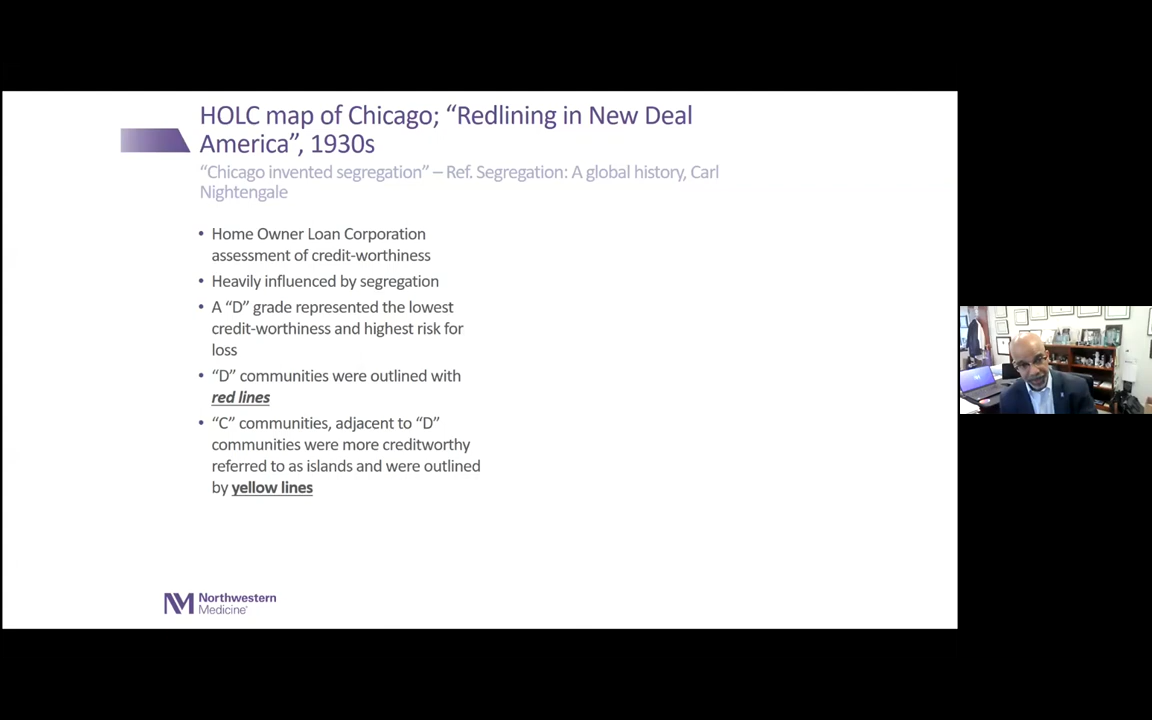 HOLC map of Chicago; “Redlining in New Deal
America”, 1930s
“Chicago invented segregation” – Ref. Segregation: A global history, Carl
Nightengale
• Home Owner Loan Corporation
assessment of credit-worthiness
• Heavily influenced by segregation
• A “D” grade represented the lowest
credit-worthiness and highest risk for
loss
• “D” communities were outlined with
red lines
• “C” communities, adjacent to “D”
communities were more creditworthy
referred to as islands and were outlined
by yellow lines
NM Northwestern
Medicine®